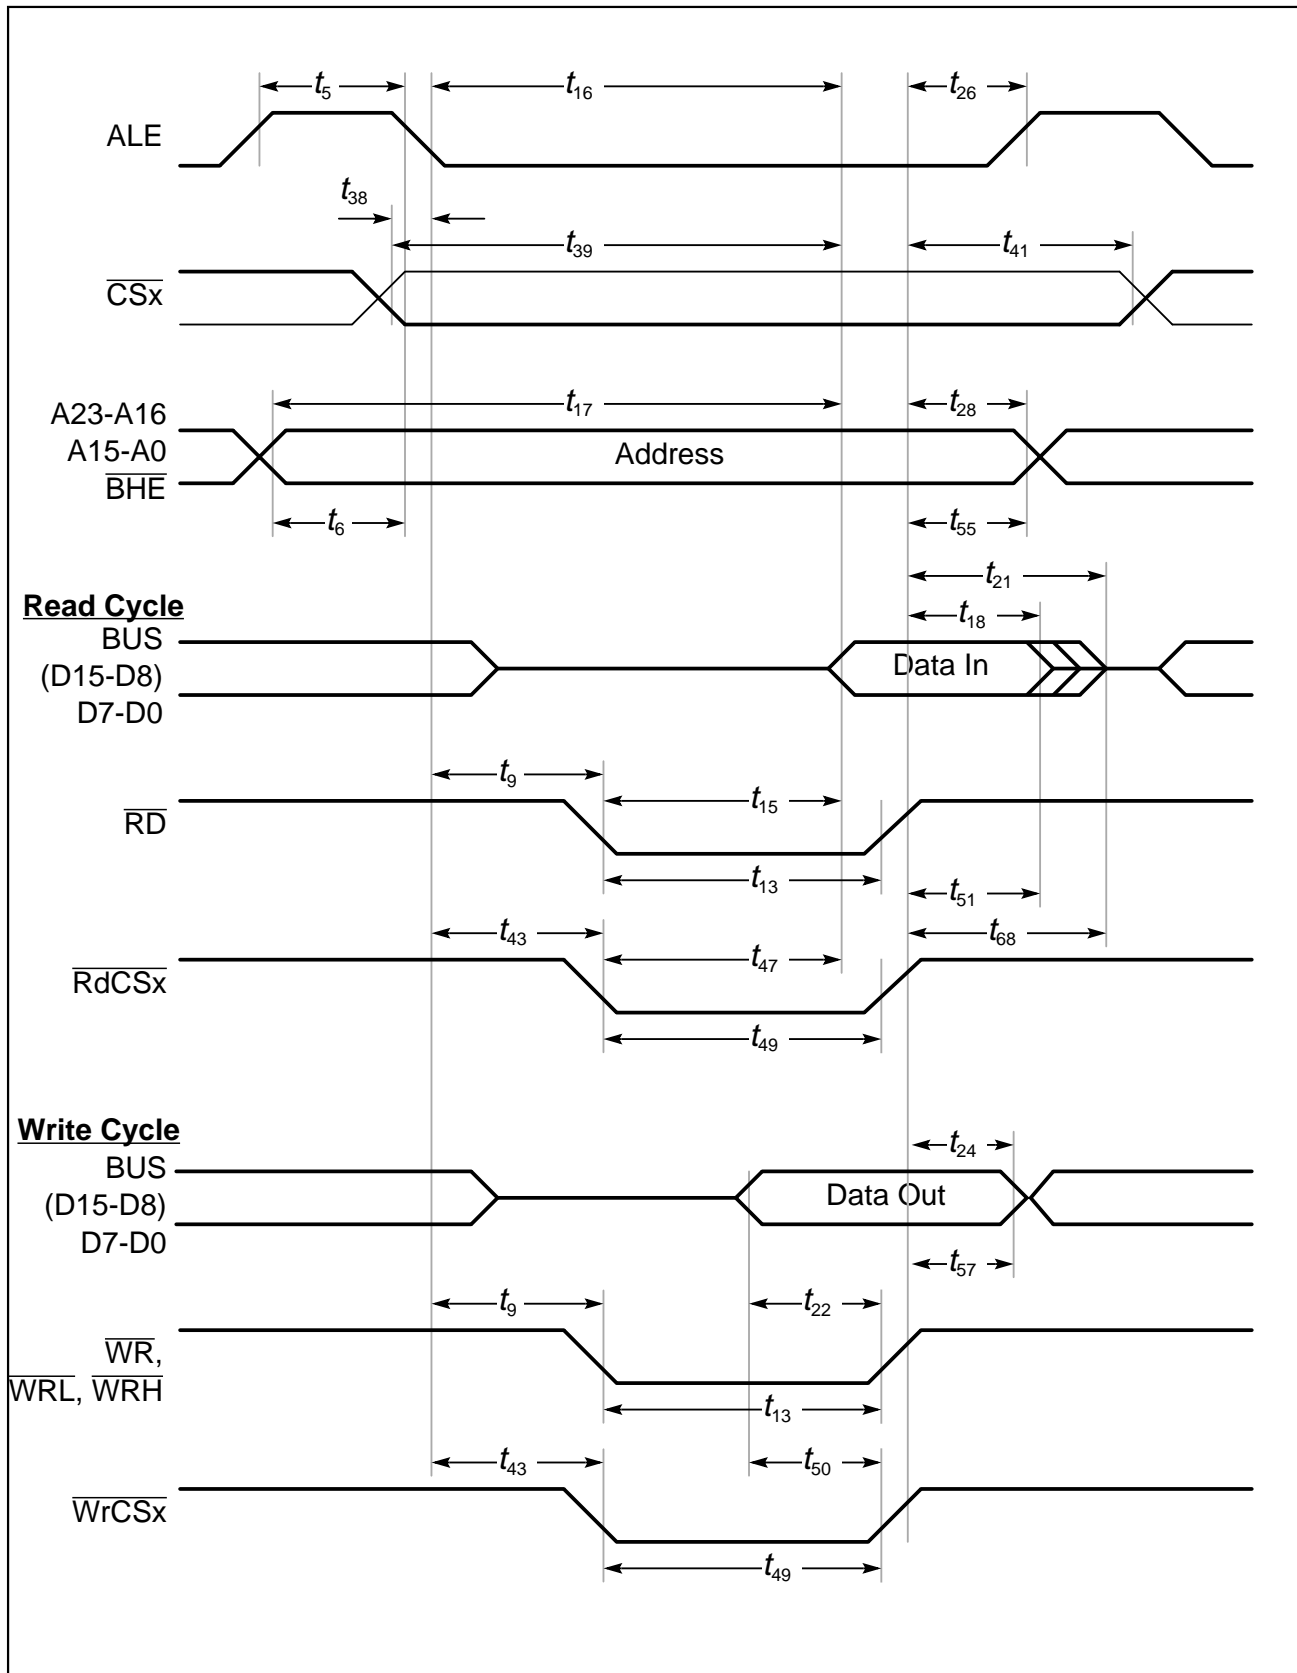 t5 t16 t26
ALE
t38
t39 t41
CSx
A23-A16 t17 t28
A15-A0 Address
BHE
t6 t55
t21
Read Cycle t18
BUS
(D15-D8) Data In
D7-D0
t9
t15
RD
t13 t51
t43 t47 t68
RdCSx
t49
Write Cycle t24
BUS
(D15-D8) Data Out
D7-D0
t57
t9 t22
WR,
WRL, WRH
t13
t43 t50
WrCSx
t49